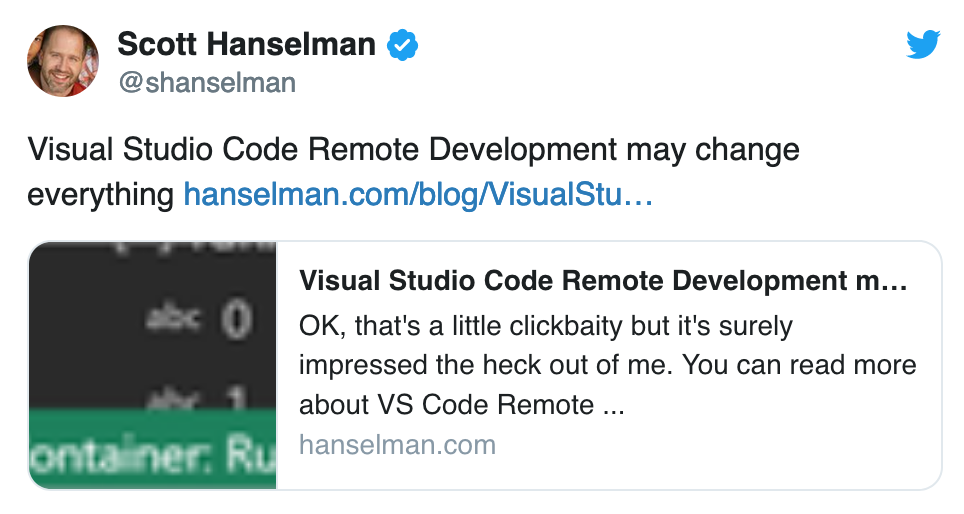 Scott Hanselman
@shanselman
Visual Studio Code Remote Development may change
everything hanselman.com/blog/VisualStu…
Visual Studio Code Remote Development m…
OK, that's a little clickbaity but it's surely
impressed the heck out of me. You can read more
about VS Code Remote ...
hanselman.com
abc 0
abc 1
ontainer: Ru